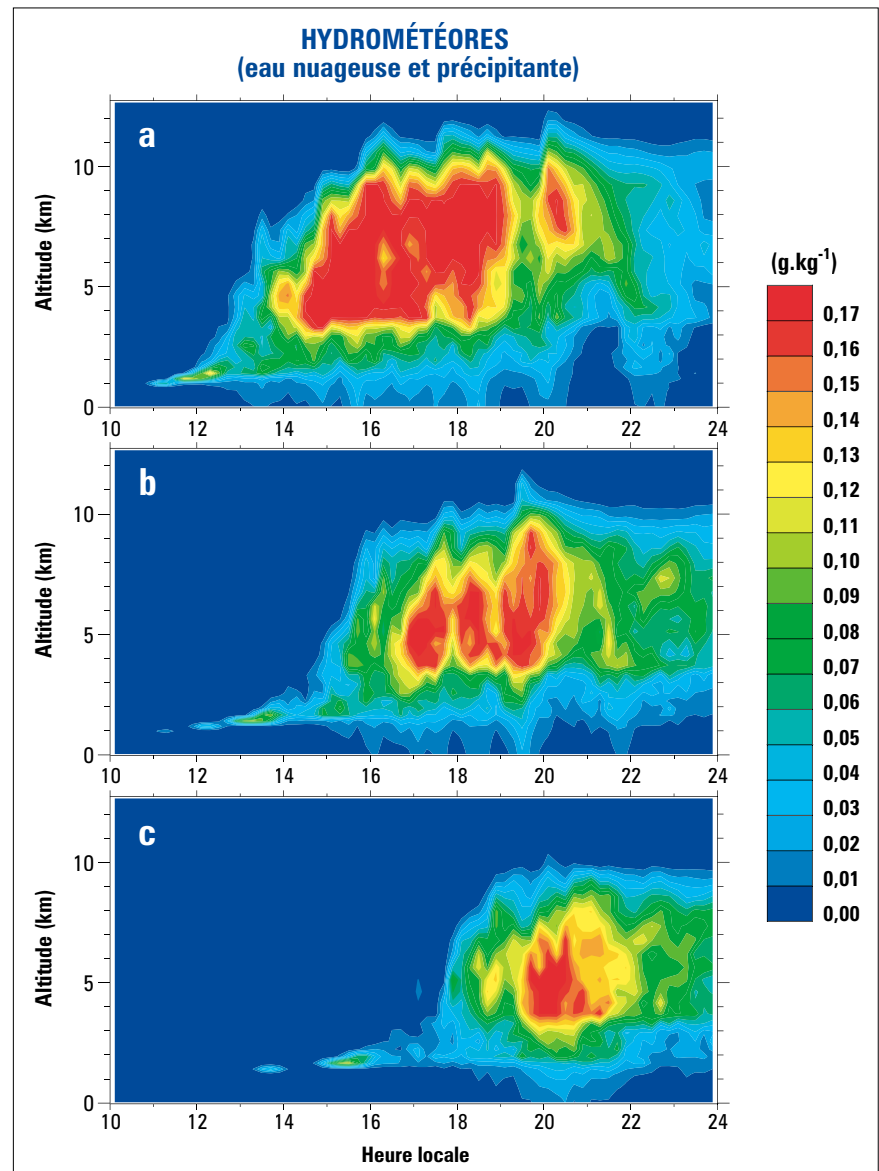 HYDROMÉTÉORES
(eau nuageuse et précipitante)
a
Altitude (km)
10
5
0
10 12 14 16 18 20 22 24
b
Altitude (km)
10
5
0
10 12 14 16 18 20 22 24
c
Altitude (km)
10
5
0
10 12 14 16 18 20 22 24
Heure locale
(g.kg⁻¹)
0,17
0,16
0,15
0,14
0,13
0,12
0,11
0,10
0,09
0,08
0,07
0,06
0,05
0,04
0,03
0,02
0,01
0,00